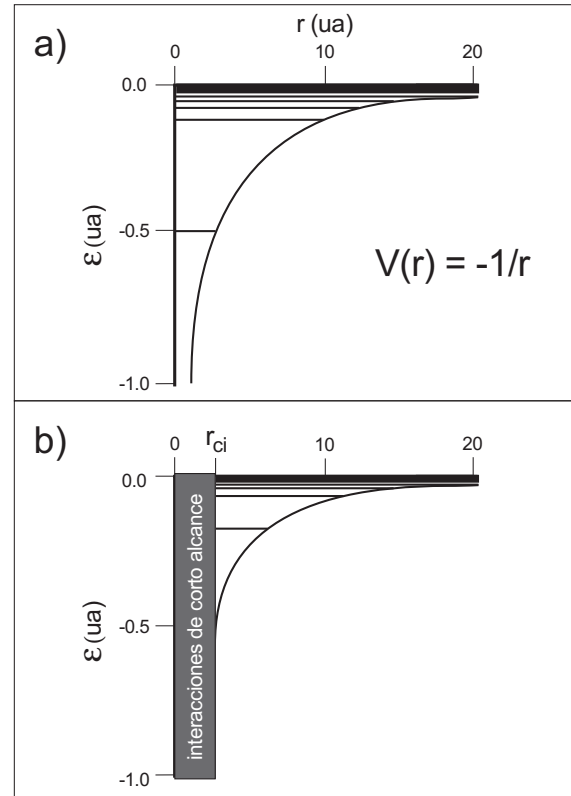 a)
r (ua)
0 10 20
0.0
-0.5
ε (ua)
V(r) = -1/r
-1.0
b)
0 rci 10 20
0.0
interacciones de corto alcance
-0.5
ε (ua)
-1.0